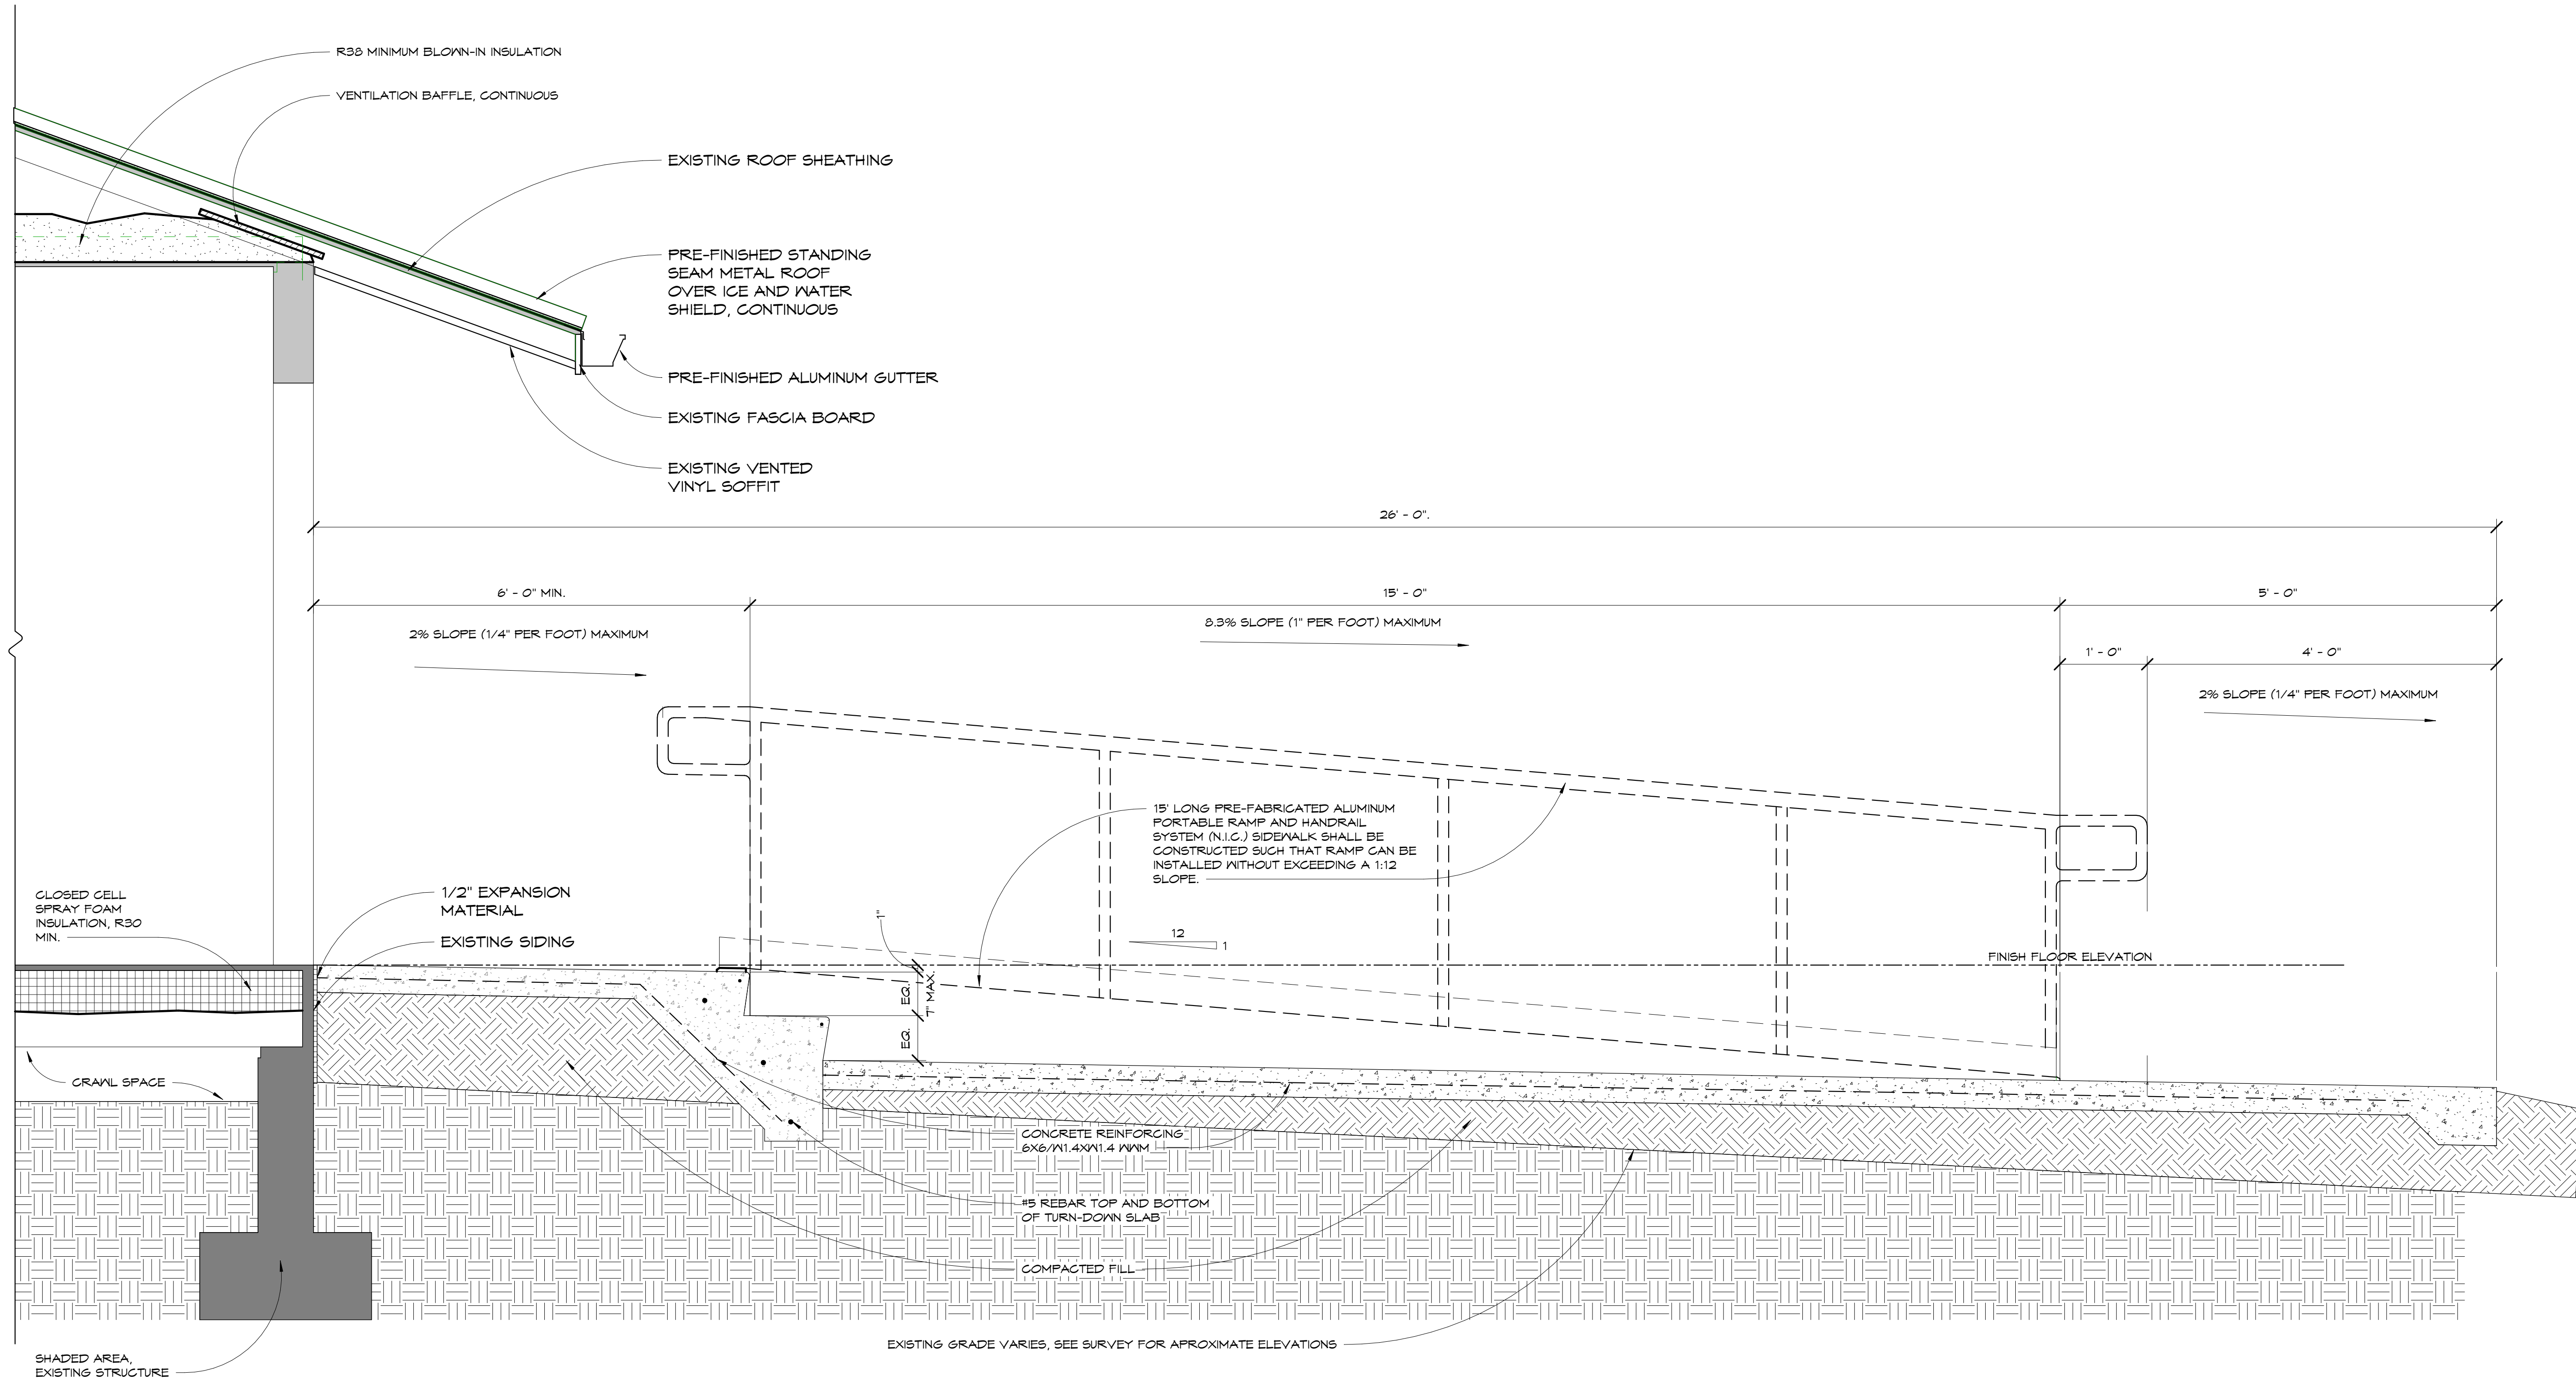 R38 MINIMUM BLOWN-IN INSULATION
VENTILATION BAFFLE, CONTINUOUS
EXISTING ROOF SHEATHING
PRE-FINISHED STANDING
SEAM METAL ROOF
OVER ICE AND WATER
SHIELD, CONTINUOUS
PRE-FINISHED ALUMINUM GUTTER
EXISTING FASCIA BOARD
EXISTING VENTED
VINYL SOFFIT
26' - 0".
6' - 0" MIN.
15' - 0"
5' - 0"
2% SLOPE (1/4" PER FOOT) MAXIMUM
8.3% SLOPE (1" PER FOOT) MAXIMUM
1' - 0"
4' - 0"
2% SLOPE (1/4" PER FOOT) MAXIMUM
15' LONG PRE-FABRICATED ALUMINUM
PORTABLE RAMP AND HANDRAIL
SYSTEM (N.I.C.) SIDEWALK SHALL BE
CONSTRUCTED SUCH THAT RAMP CAN BE
INSTALLED WITHOUT EXCEEDING A 1:12
SLOPE.
CLOSED CELL
SPRAY FOAM
INSULATION, R30
MIN.
1/2" EXPANSION
MATERIAL
EXISTING SIDING
1"
12
1
FINISH FLOOR ELEVATION
EQ.
7" MAX.
EQ.
CRAWL SPACE
CONCRETE REINFORCING
6X6/W1.4XW1.4 WWM
#5 REBAR TOP AND BOTTOM
OF TURN-DOWN SLAB
COMPACTED FILL
EXISTING GRADE VARIES, SEE SURVEY FOR APROXIMATE ELEVATIONS
SHADED AREA,
EXISTING STRUCTURE